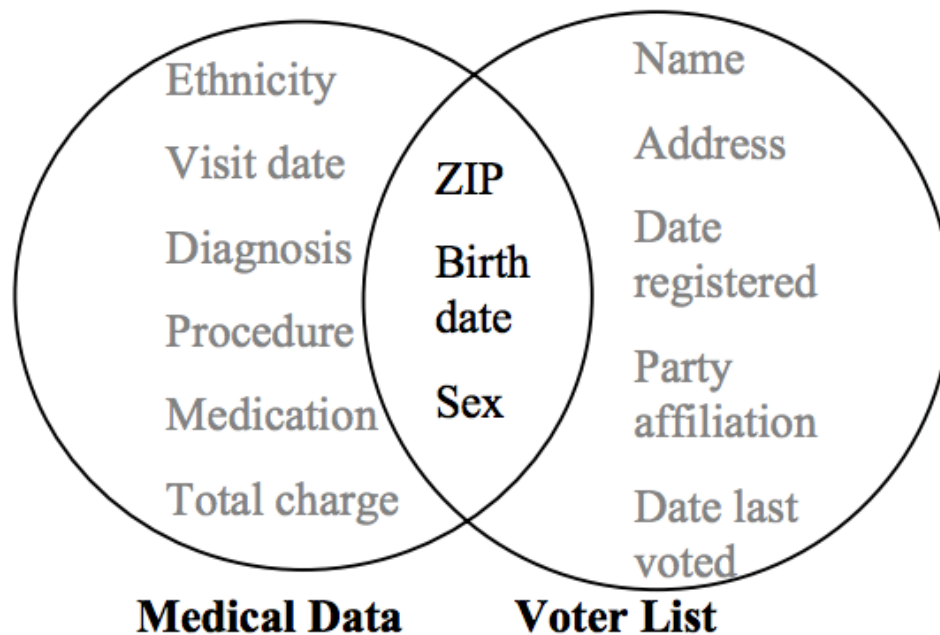 Ethnicity
Visit date
Diagnosis
Procedure
Medication
Total charge
ZIP
Birth
date
Sex
Name
Address
Date
registered
Party
affiliation
Date last
voted
Medical Data
Voter List